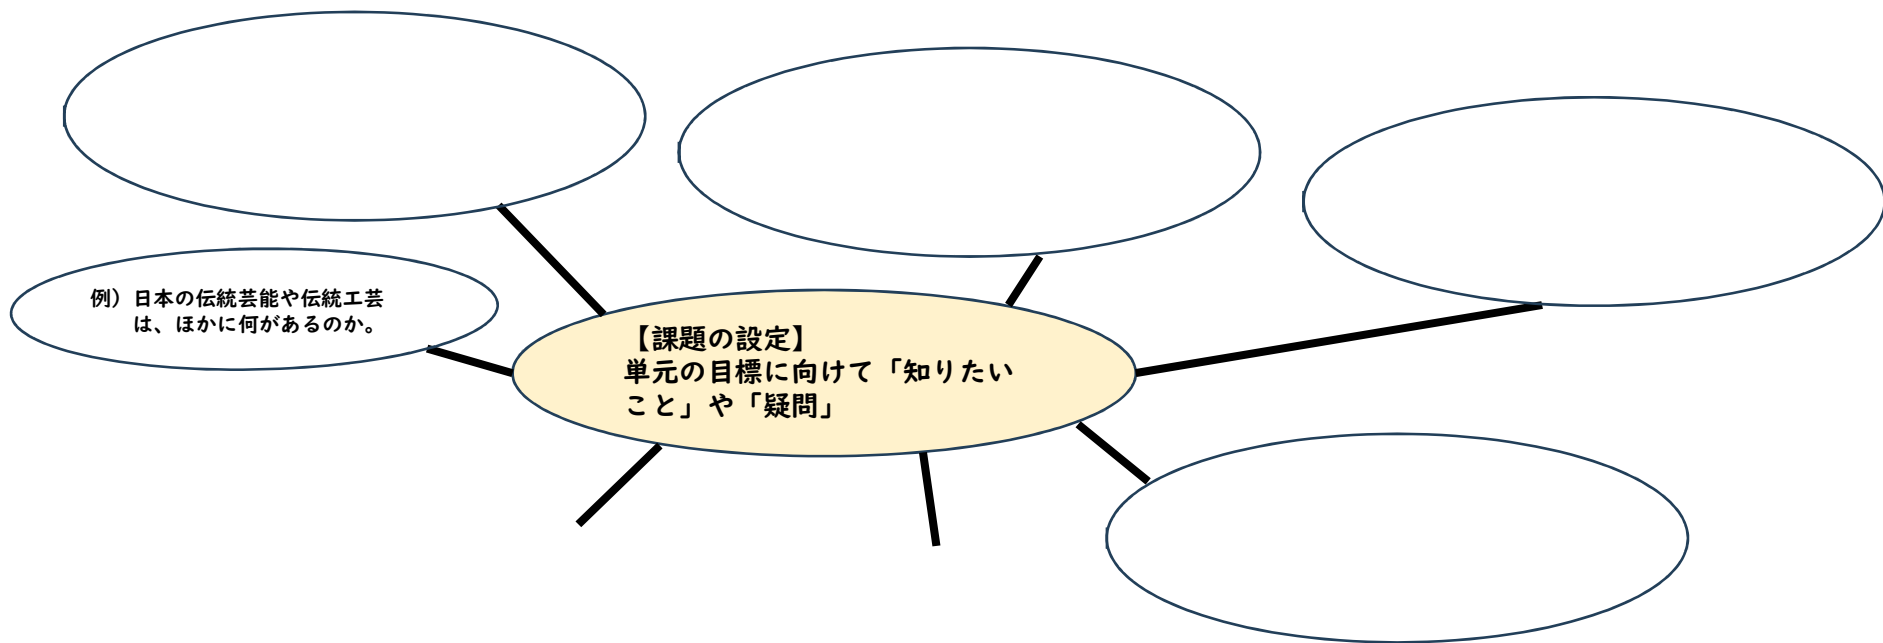 例）日本の伝統芸能や伝統工芸
は、ほかに何があるのか。
【課題の設定】
単元の目標に向けて「知りたい
こと」や「疑問」